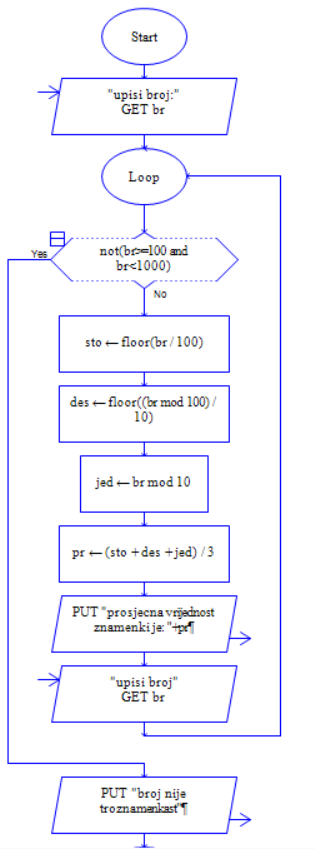 Start
"upisi broj:"
GET br
Loop
Yes
not(br>=100 and
br<1000)
No
sto ← floor(br / 100)
des ← floor((br mod 100) /
10)
jed ← br mod 10
pr ← (sto + des + jed) / 3
PUT "prosjecna vrijednost
znamenki je: "+pr¶
"upisi broj"
GET br
PUT "broj nije
troznamenkast"¶